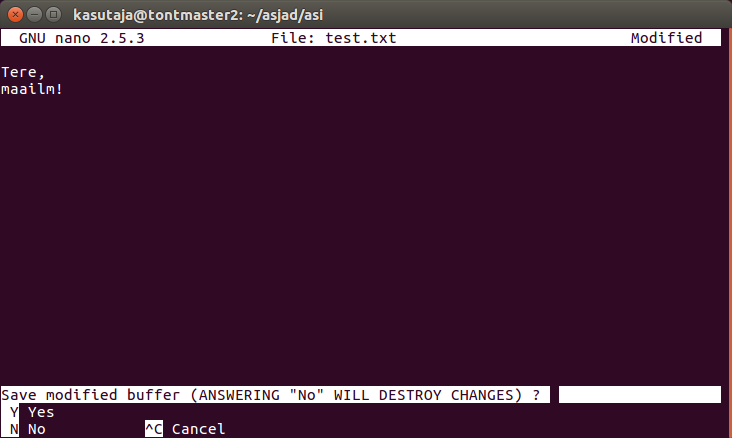 kasutaja@tontmaster2: ~/asjad/asi
GNU nano 2.5.3 File: test.txt Modified
Tere,
maailm!
Save modified buffer (ANSWERING "No" WILL DESTROY CHANGES) ?
Y Yes
N No ^C Cancel